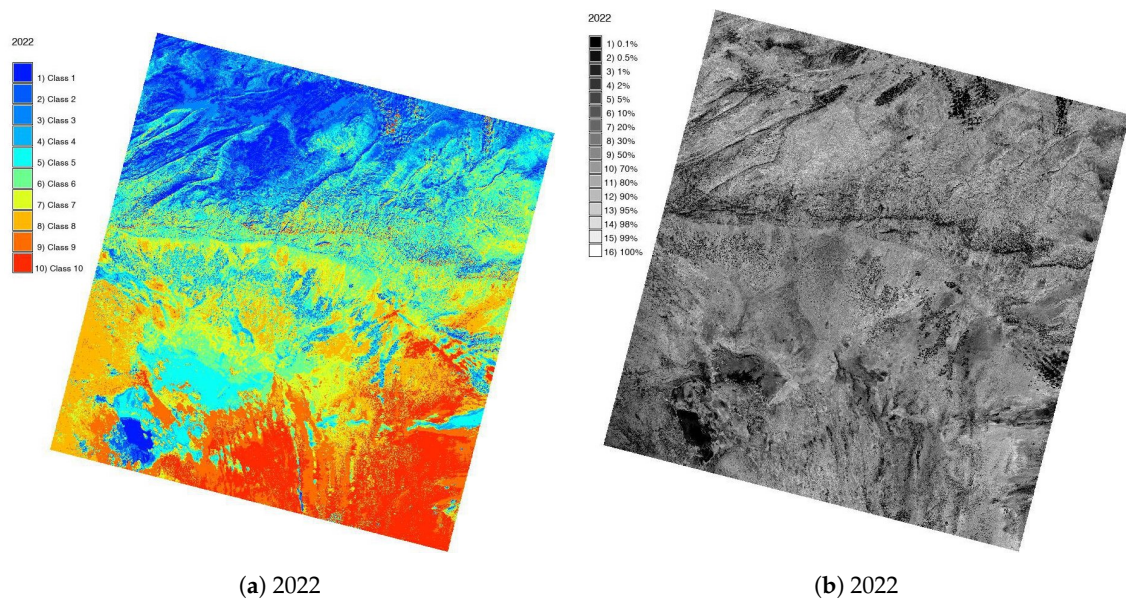 2022
1) Class 1
2) Class 2
3) Class 3
4) Class 4
5) Class 5
6) Class 6
7) Class 7
8) Class 8
9) Class 9
10) Class 10
(a) 2022
2022
1) 0.1%
2) 0.5%
3) 1%
4) 2%
5) 5%
6) 10%
7) 20%
8) 30%
9) 50%
10) 70%
11) 80%
12) 90%
13) 95%
14) 98%
15) 99%
16) 100%
(b) 2022